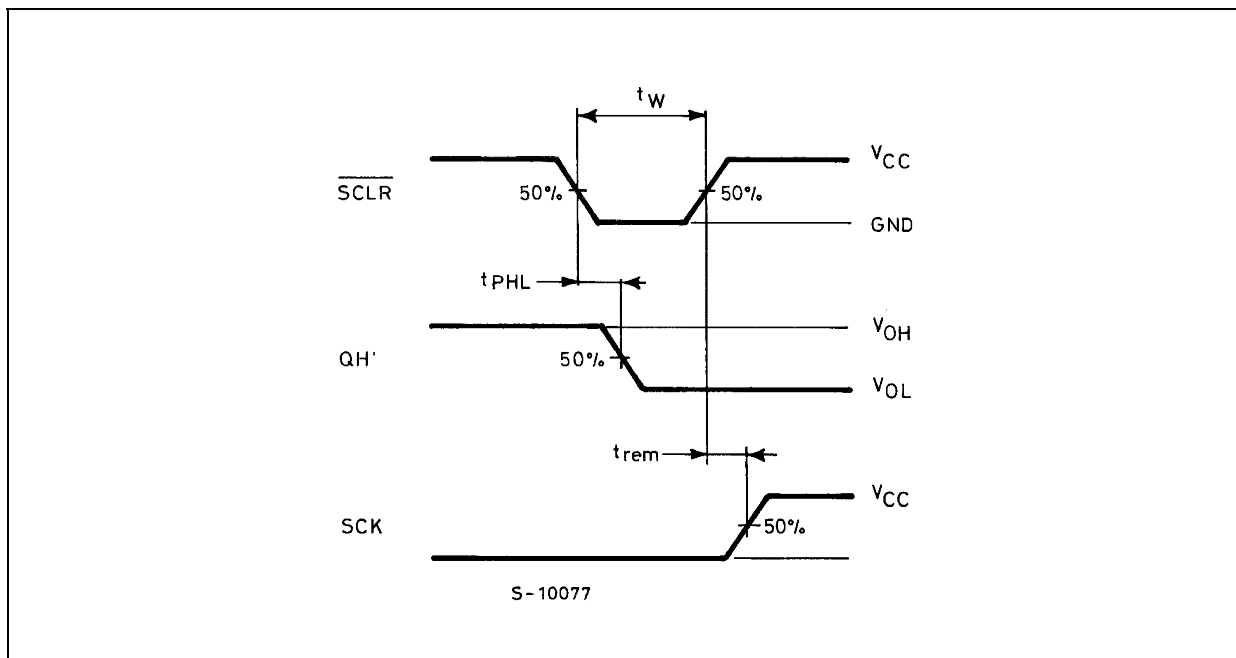 tW
VCC
SCLR
50%
50%
GND
tPHL
VOH
QH'
50%
VOL
trem
VCC
SCK
50%
S-10077